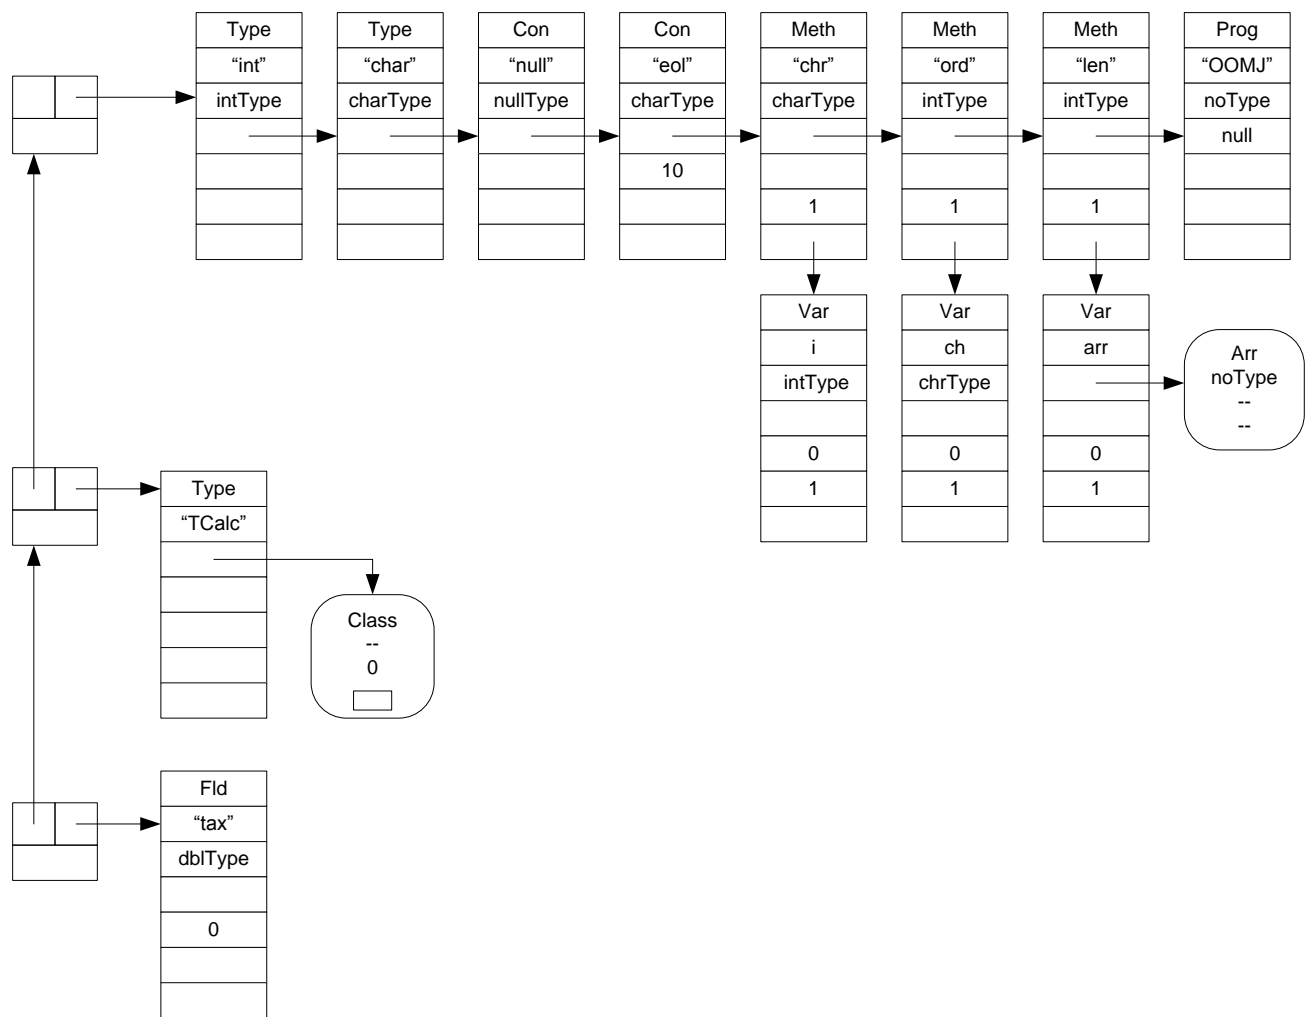 Type Type Con Con Meth Meth Meth Prog
“int” “char” “null” “eol” “chr” “ord” “len” “OOMJ”
intType charType nullType charType charType intType intType noType
null
10
1 1 1
Var Var Var
i ch arr
intType chrType
0 0 0
1 1 1
Arr
noType
--
--
Type
“TCalc”
Class
--
0
Fld
“tax”
dblType
0